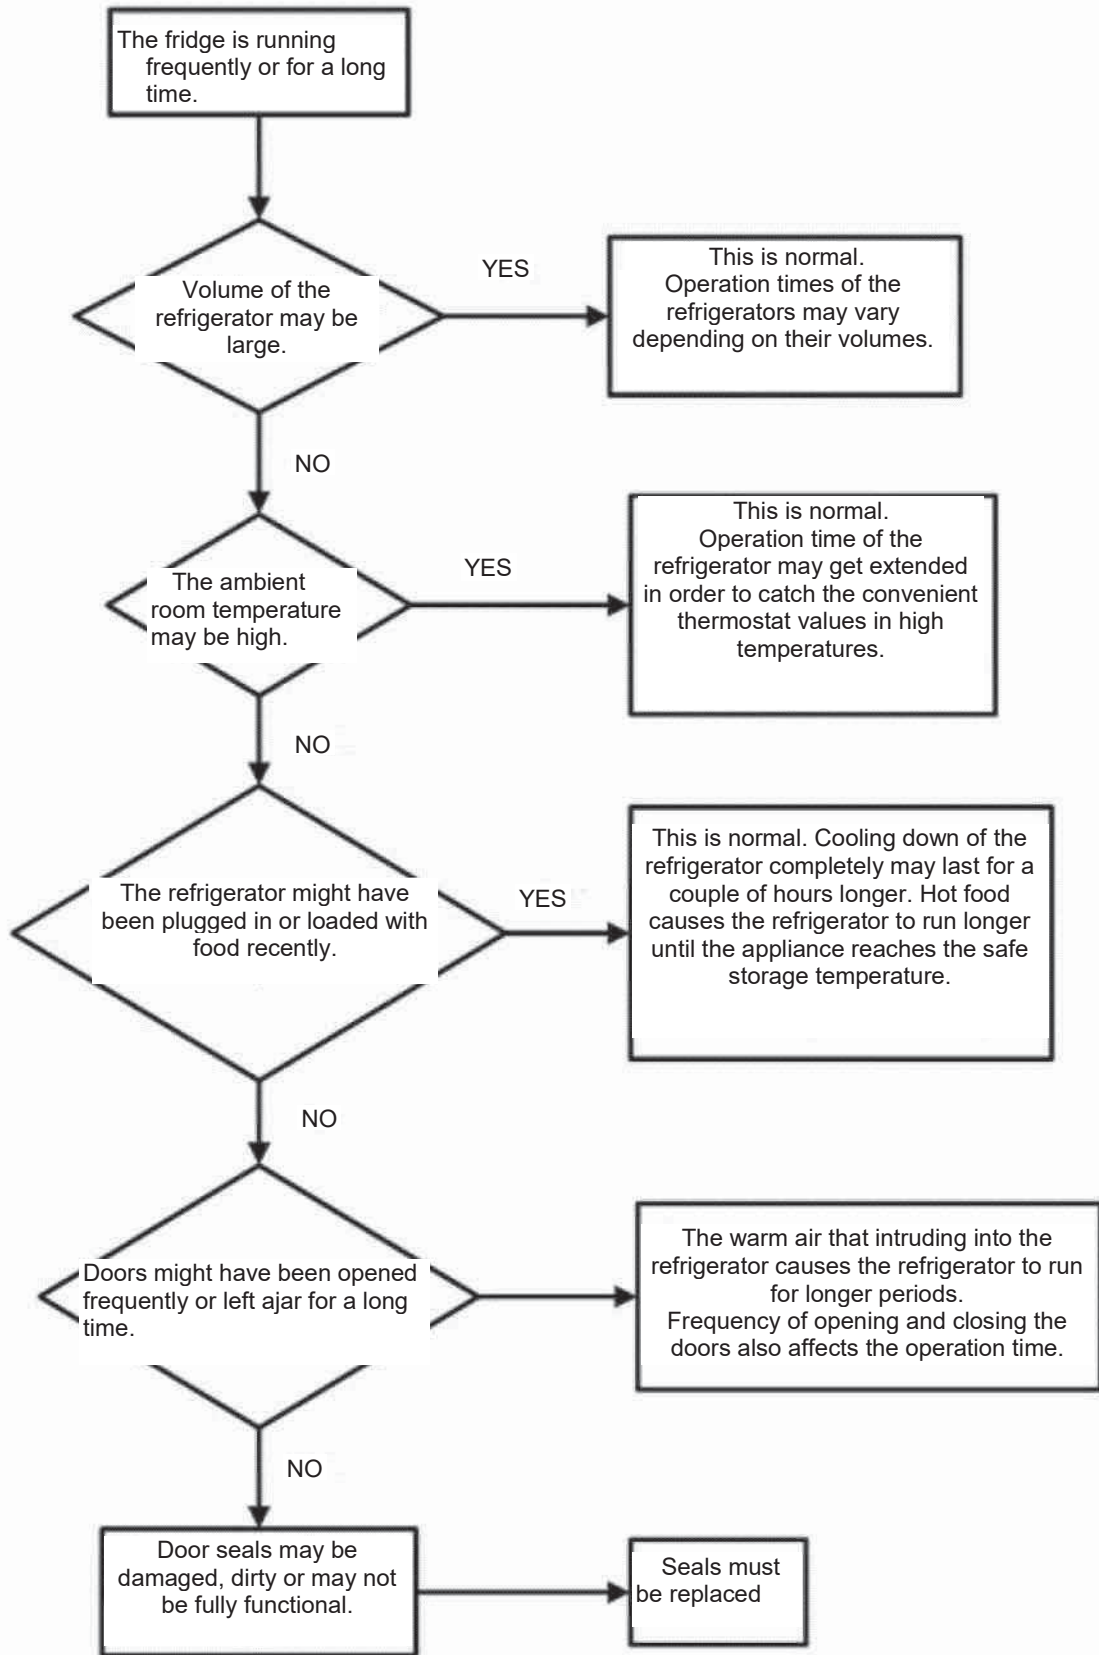 The fridge is running
frequently or for a long
time.
Volume of the
refrigerator may be
large.
YES
This is normal.
Operation times of the
refrigerators may vary
depending on their volumes.
NO
The ambient
room temperature
may be high.
YES
This is normal.
Operation time of the
refrigerator may get extended
in order to catch the convenient
thermostat values in high
temperatures.
NO
The refrigerator might have
been plugged in or loaded with
food recently.
YES
This is normal. Cooling down of the
refrigerator completely may last for a
couple of hours longer. Hot food
causes the refrigerator to run longer
until the appliance reaches the safe
storage temperature.
NO
Doors might have been opened
frequently or left ajar for a long
time.
The warm air that intruding into the
refrigerator causes the refrigerator to run
for longer periods.
Frequency of opening and closing the
doors also affects the operation time.
NO
Door seals may be
damaged, dirty or may not
be fully functional.
Seals must
be replaced